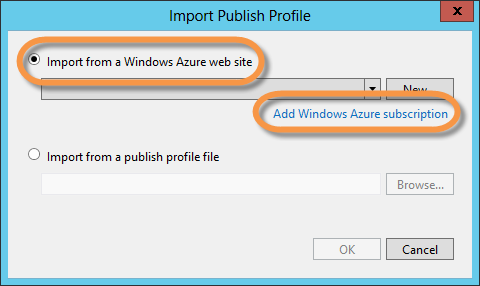 Import Publish Profile
Import from a Windows Azure web site
New...
Add Windows Azure subscription
Import from a publish profile file
Browse...
OK
Cancel